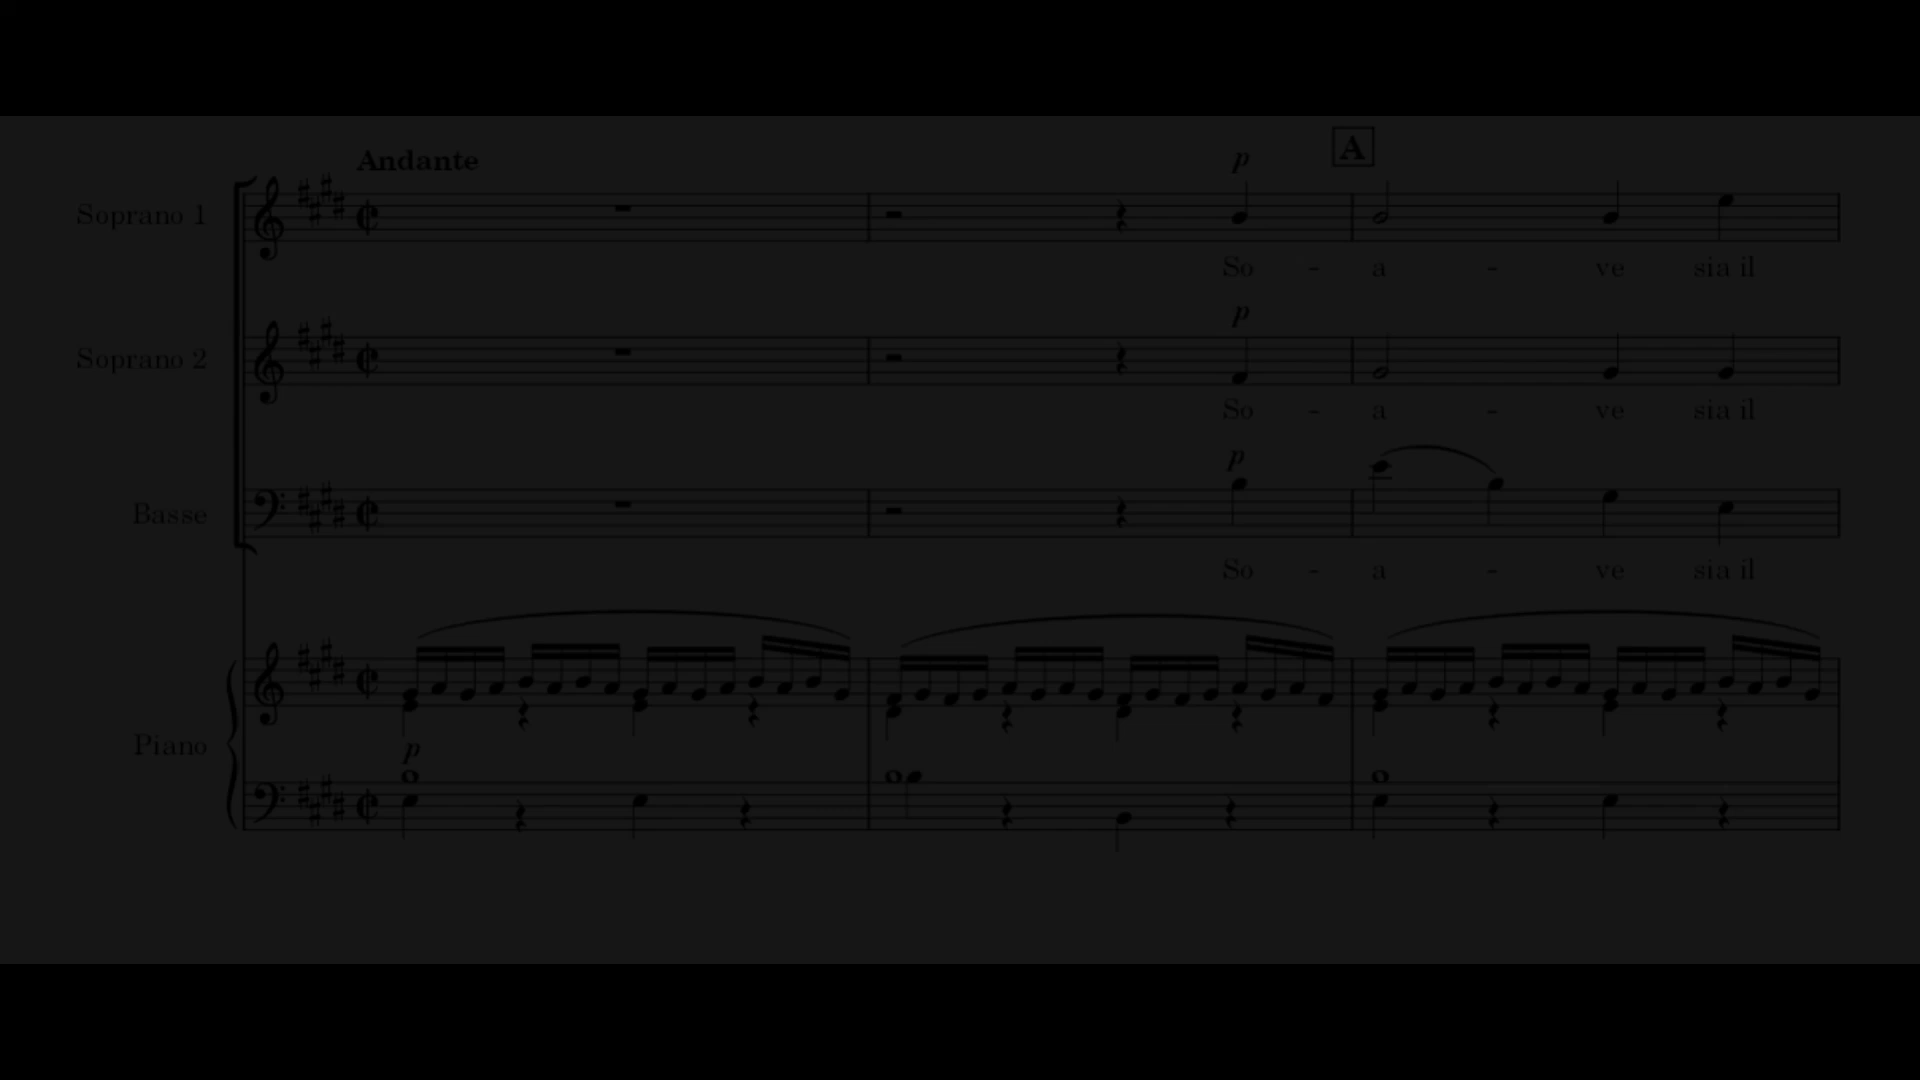 A
Andante
p
Soprano 1
So - a - ve sia il
p
Soprano 2
So - a - ve sia il
p
Basse
So - a - ve sia il
Piano
p